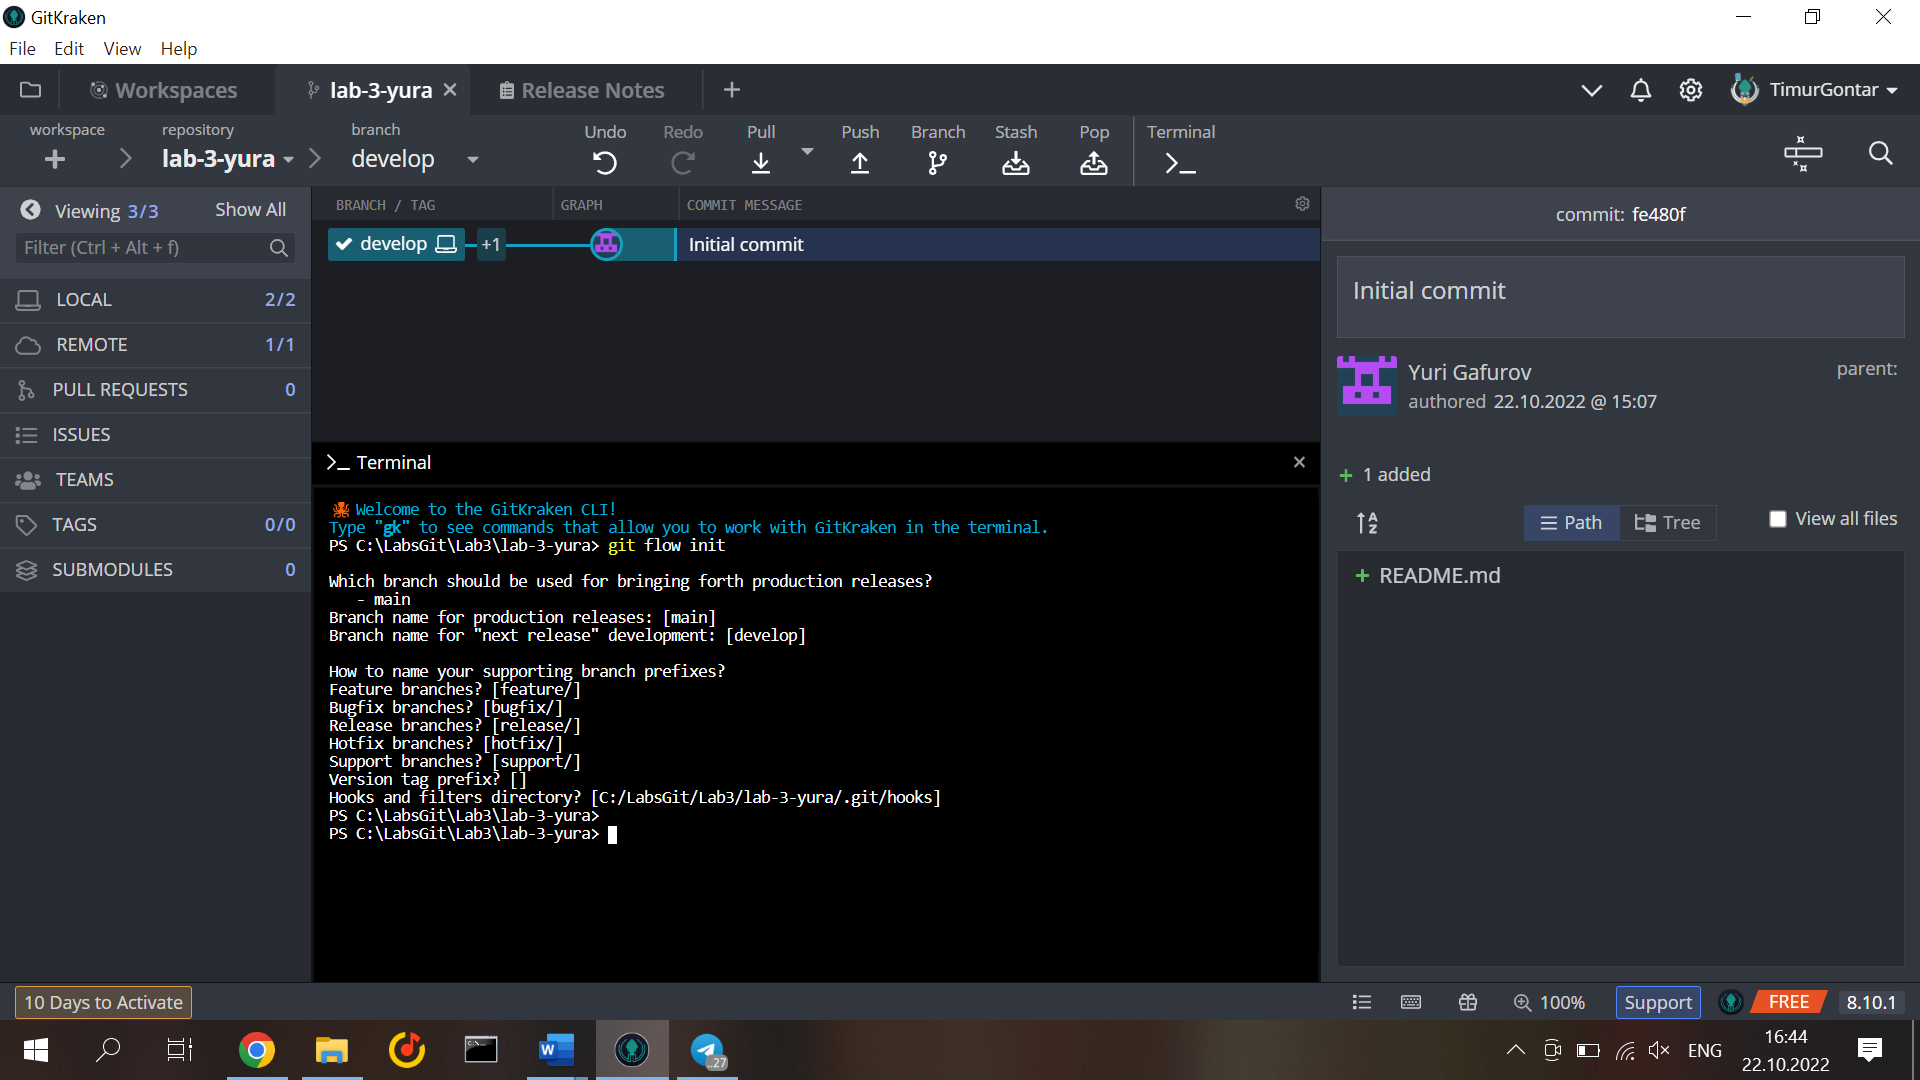 GitKraken
File Edit View Help
Workspaces lab-3-yura Release Notes TimurGontar
workspace repository branch
lab-3-yura develop
Undo Redo Pull Push Branch Stash Pop Terminal
Viewing 3/3 Show All
Filter (Ctrl + Alt + f)
LOCAL 2/2
REMOTE 1/1
PULL REQUESTS 0
ISSUES
TEAMS
TAGS 0/0
SUBMODULES 0
BRANCH / TAG GRAPH COMMIT MESSAGE
develop +1 Initial commit
>_ Terminal
Welcome to the GitKraken CLI!
Type "gk" to see commands that allow you to work with GitKraken in the terminal.
PS C:\LabsGit\Lab3\lab-3-yura> git flow init
Which branch should be used for bringing forth production releases?
- main
Branch name for production releases: [main]
Branch name for "next release" development: [develop]
How to name your supporting branch prefixes?
Feature branches? [feature/]
Bugfix branches? [bugfix/]
Release branches? [release/]
Hotfix branches? [hotfix/]
Support branches? [support/]
Version tag prefix? []
Hooks and filters directory? [C:/LabsGit/Lab3/lab-3-yura/.git/hooks]
PS C:\LabsGit\Lab3\lab-3-yura>
PS C:\LabsGit\Lab3\lab-3-yura>
commit: fe480f
Initial commit
Yuri Gafurov
authored 22.10.2022 @ 15:07
parent:
+ 1 added
Path Tree View all files
+ README.md
10 Days to Activate
100% Support FREE 8.10.1
..27
ENG
16:44
22.10.2022